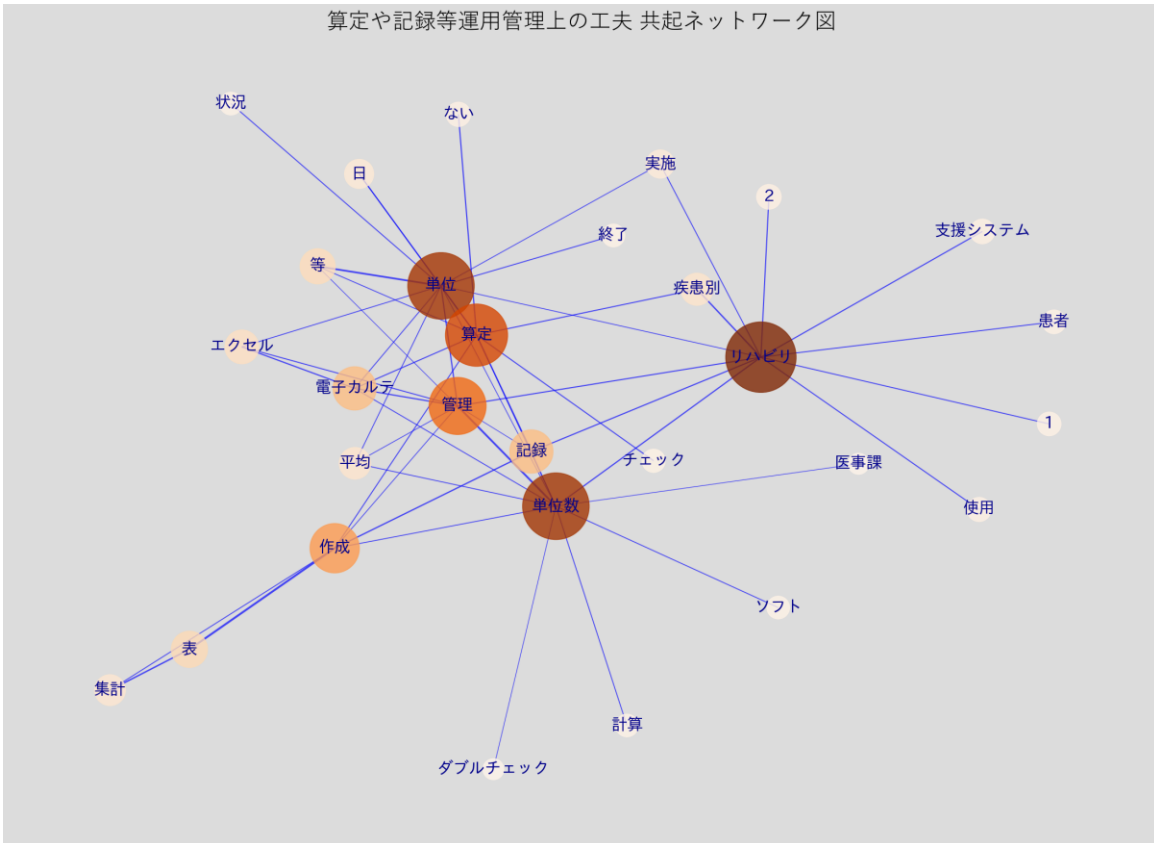 算定や記録等運用管理上の工夫 共起ネットワーク図
状況
ない
日
実施
2
支援システム
終了
等
単位
疾患別
患者
算定
エクセル
リハビリ
電子カルテ
管理
1
記録
平均
チェック
医事課
単位数
使用
作成
ソフト
表
集計
計算
ダブルチェック